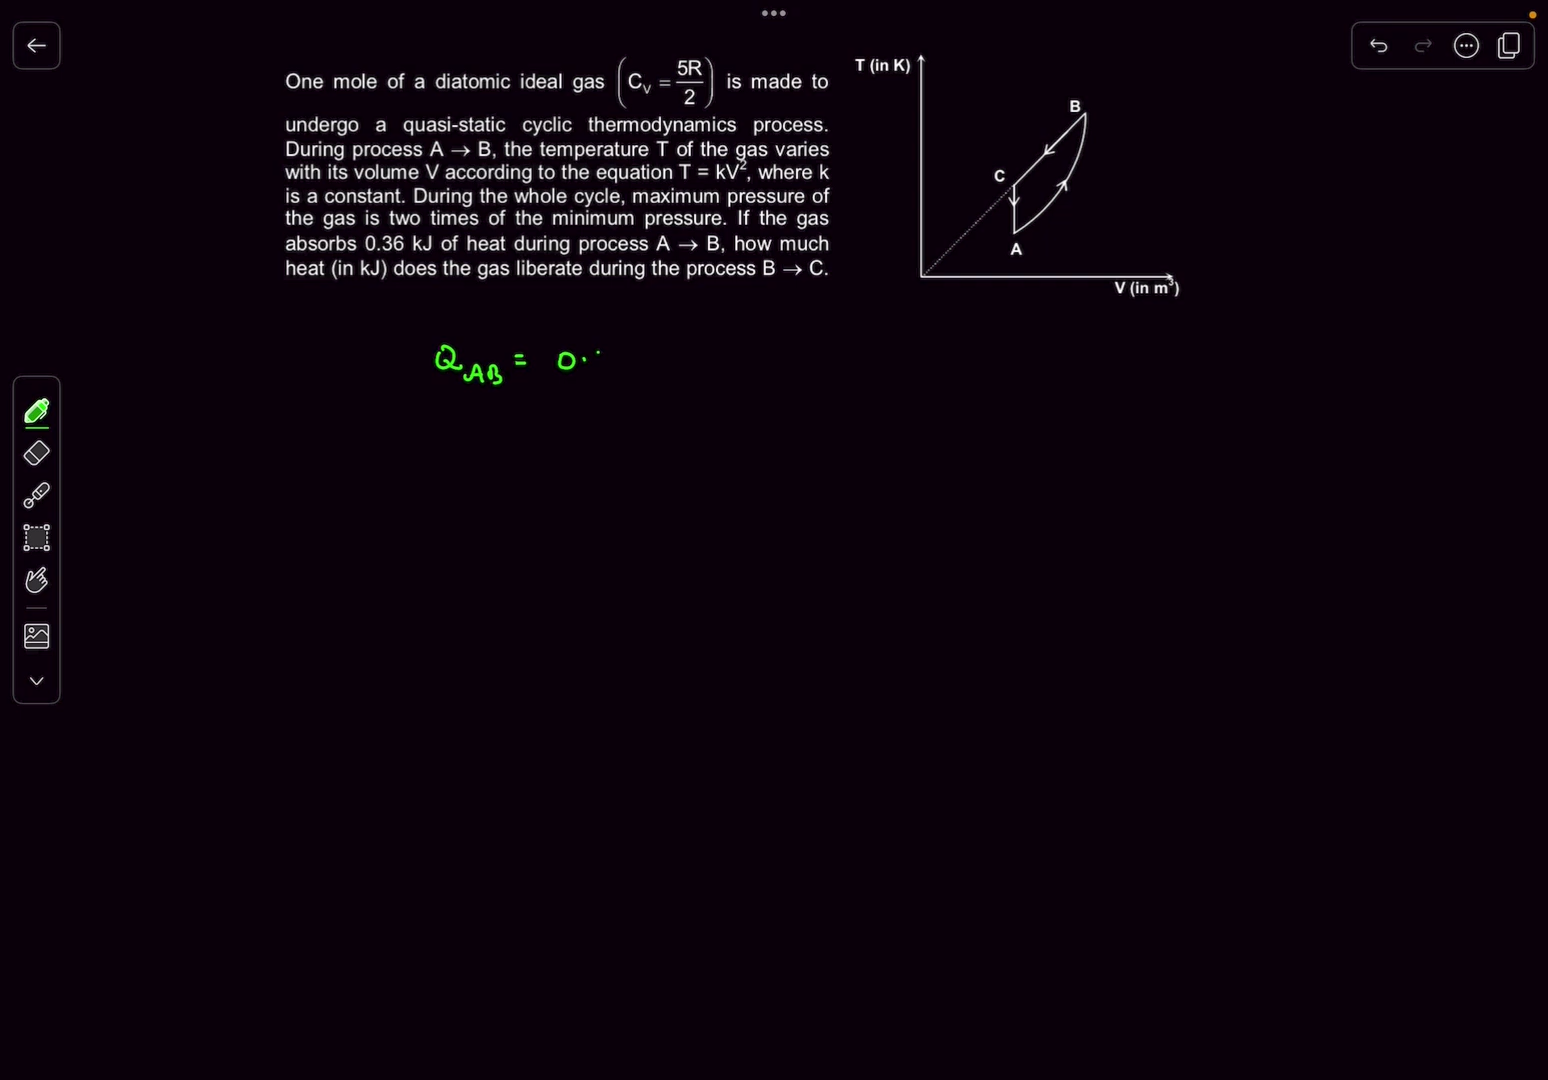 One mole of a diatomic ideal gas (C_V = 5R/2) is made to
undergo a quasi-static cyclic thermodynamics process.
During process A → B, the temperature T of the gas varies
with its volume V according to the equation T = kV², where k
is a constant. During the whole cycle, maximum pressure of
the gas is two times of the minimum pressure. If the gas
absorbs 0.36 kJ of heat during process A → B, how much
heat (in kJ) does the gas liberate during the process B → C.
T (in K)
B
C
A
V (in m³)
Q_AB = 0.